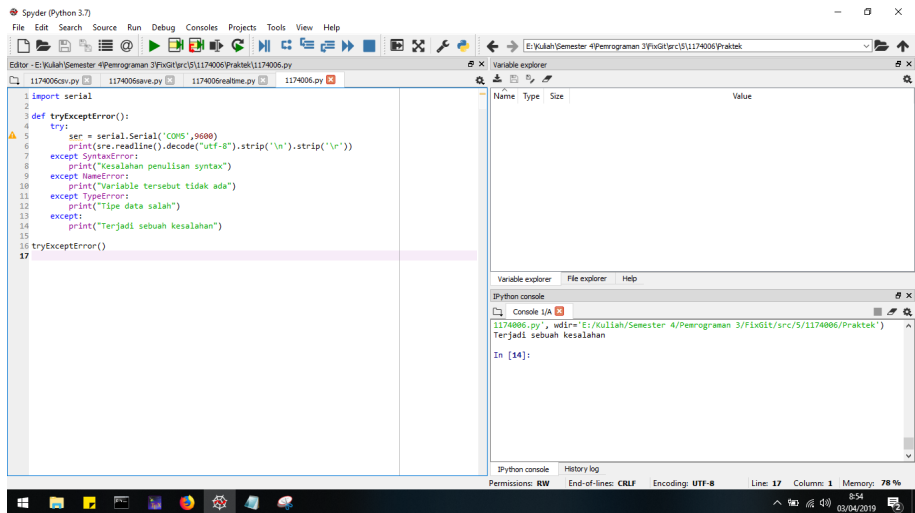 Spyder (Python 3.7)
File Edit Search Source Run Debug Consoles Projects Tools View Help
E:\Kuliah\Semester 4\Pemrograman 3\FixGit\src\5\1174006\Praktek
Editor - E:\Kuliah\Semester 4\Pemrograman 3\FixGit\src\5\1174006\Praktek\1174006.py
1174006csv.py 1174006save.py 1174006realtime.py 1174006.py
1 import serial
2
3 def tryExceptError():
4     try:
5         ser = serial.Serial('COM5',9600)
6         print(sre.readline().decode("utf-8").strip('\n').strip('\r'))
7     except SyntaxError:
8         print("Kesalahan penulisan syntax")
9     except NameError:
10         print("Variable tersebut tidak ada")
11     except TypeError:
12         print("Tipe data salah")
13     except:
14         print("Terjadi sebuah kesalahan")
15
16 tryExceptError()
17
Variable explorer
Name Type Size Value
Variable explorer File explorer Help
IPython console
Console 1/A
1174006.py', wdir='E:/Kuliah/Semester 4/Pemrograman 3/FixGit/src/5/1174006/Praktek')
Terjadi sebuah kesalahan
In [14]:
IPython console History log
Permissions: RW End-of-lines: CRLF Encoding: UTF-8 Line: 17 Column: 1 Memory: 78 %
8:54
03/04/2019